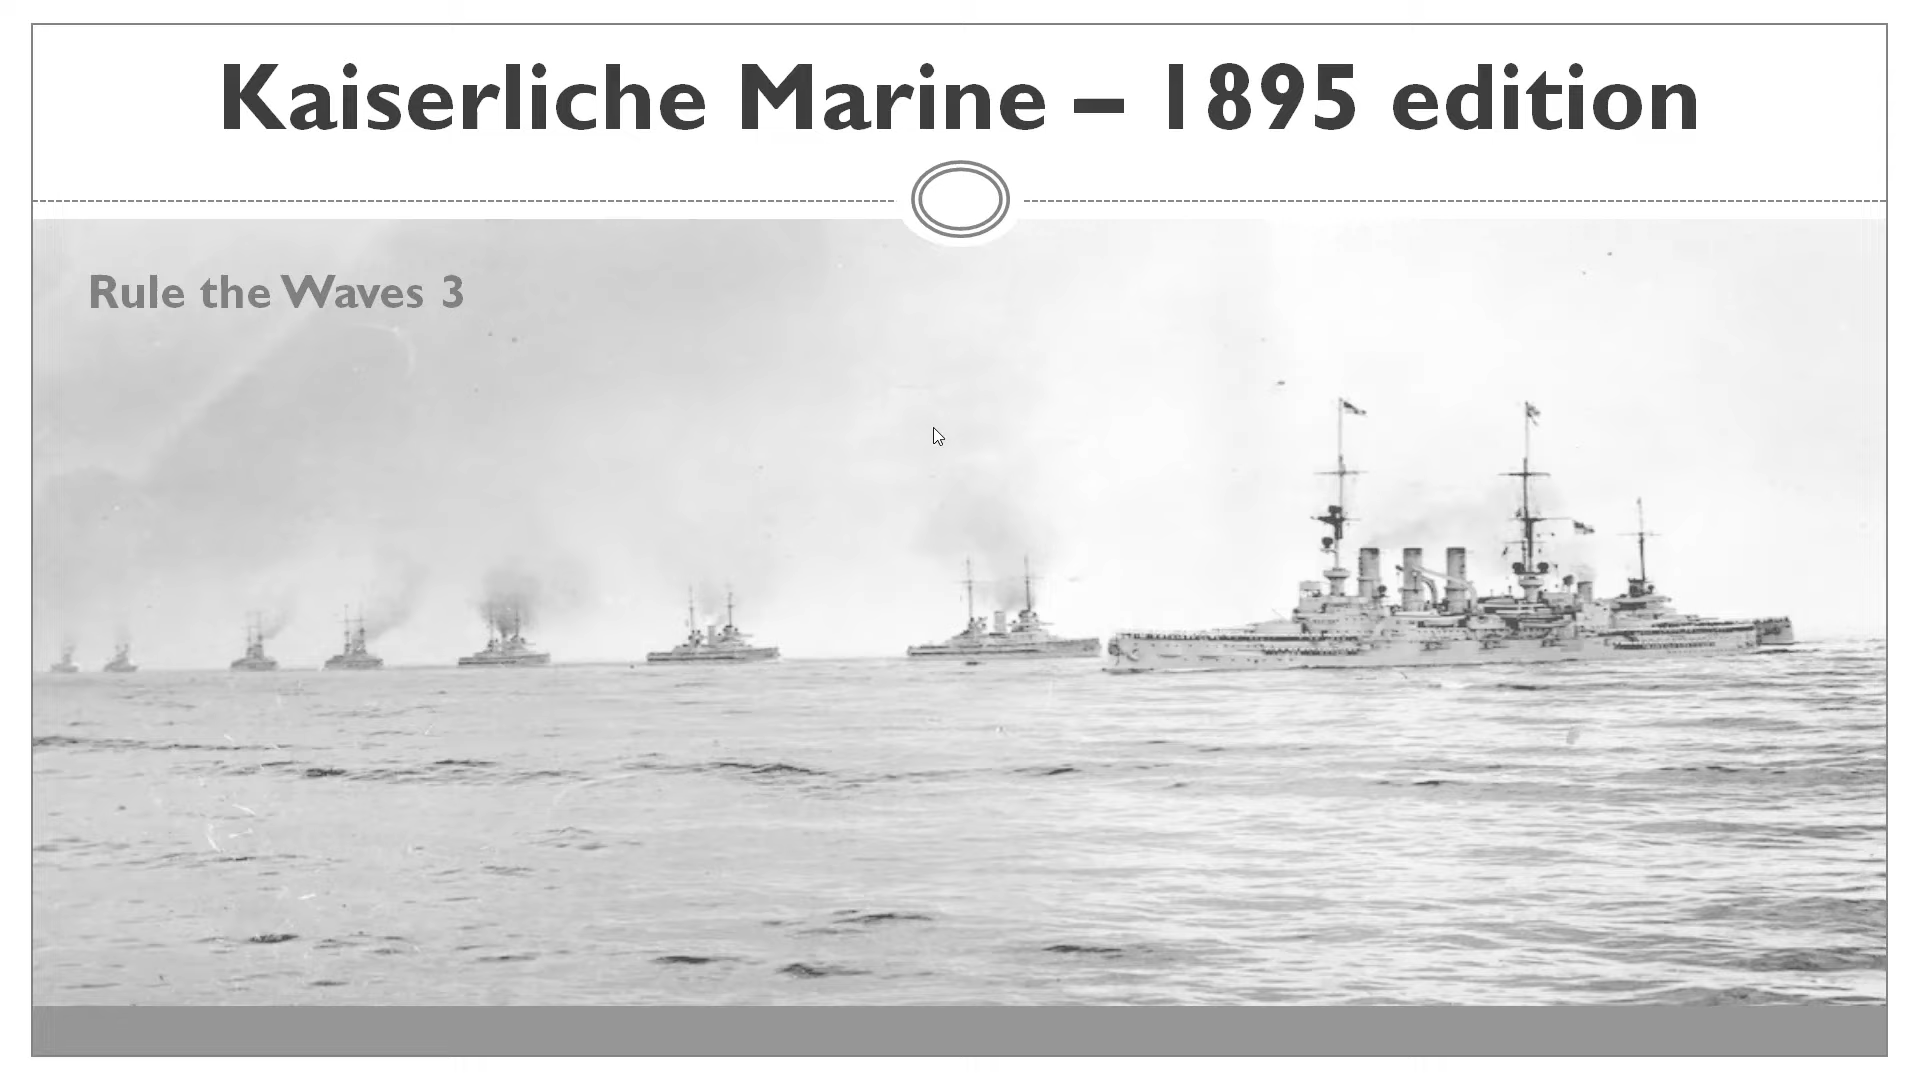 Kaiserliche Marine – 1895 edition
Rule the Waves 3